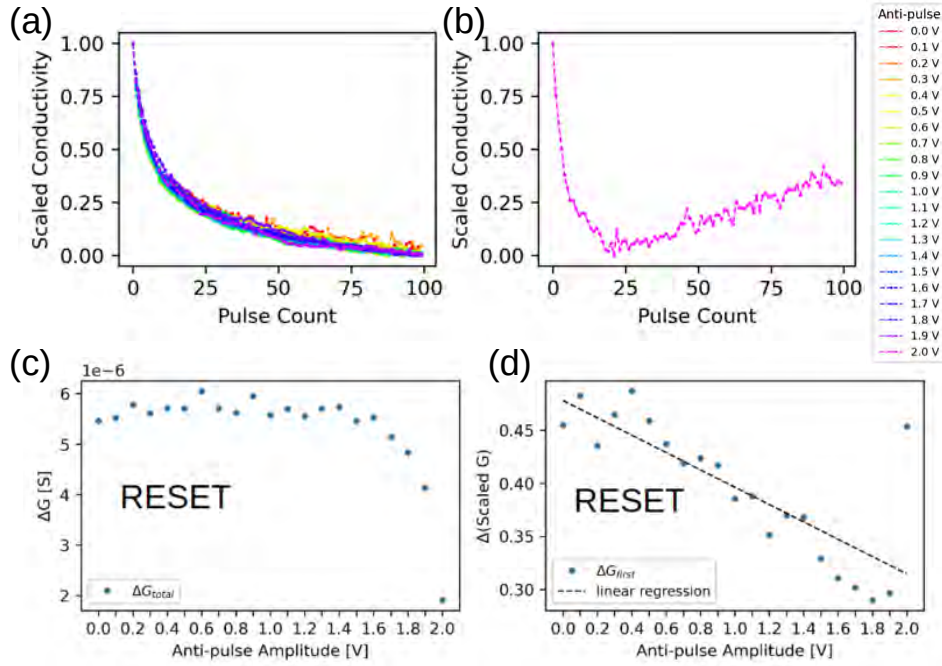 (a)
Scaled Conductivity
1.00
0.75
0.50
0.25
0.00
0 25 50 75 100
Pulse Count
(b)
Scaled Conductivity
1.00
0.75
0.50
0.25
0.00
0 25 50 75 100
Pulse Count
Anti-pulse
0.0 V
0.1 V
0.2 V
0.3 V
0.4 V
0.5 V
0.6 V
0.7 V
0.8 V
0.9 V
1.0 V
1.1 V
1.2 V
1.3 V
1.4 V
1.5 V
1.6 V
1.7 V
1.8 V
1.9 V
2.0 V
(c)
1e−6
ΔG [S]
6
5
4
3
2
RESET
ΔG_total
0.0 0.2 0.4 0.6 0.8 1.0 1.2 1.4 1.6 1.8 2.0
Anti-pulse Amplitude [V]
(d)
Δ(Scaled G)
0.45
0.40
0.35
0.30
RESET
ΔG_first
linear regression
0.0 0.2 0.4 0.6 0.8 1.0 1.2 1.4 1.6 1.8 2.0
Anti-pulse Amplitude [V]